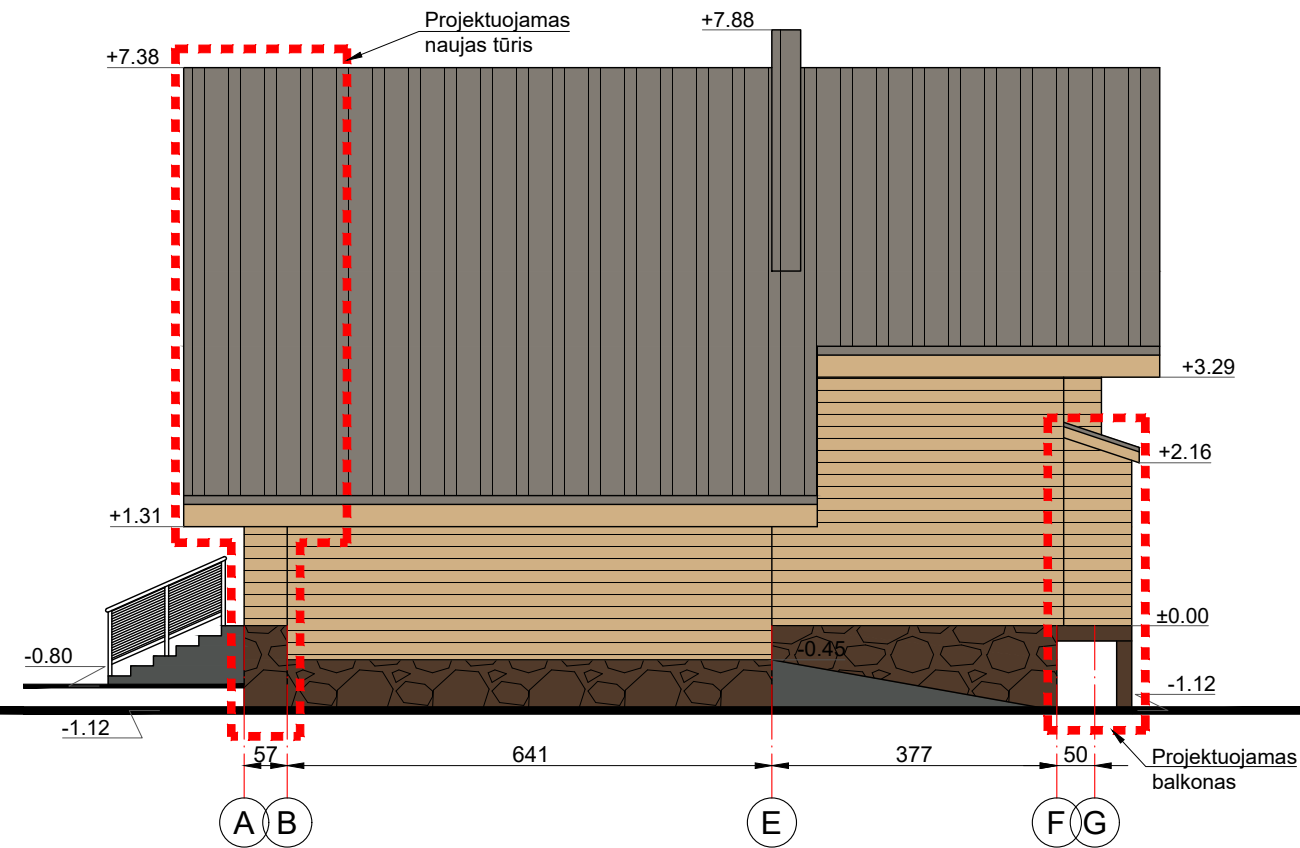 Projektuojamas
naujas tūris
+7.88
+7.38
+3.29
+2.16
+1.31
±0.00
-0.45
-0.80
-1.12
-1.12
57
641
377
50
Projektuojamas
balkonas
A
B
E
F
G